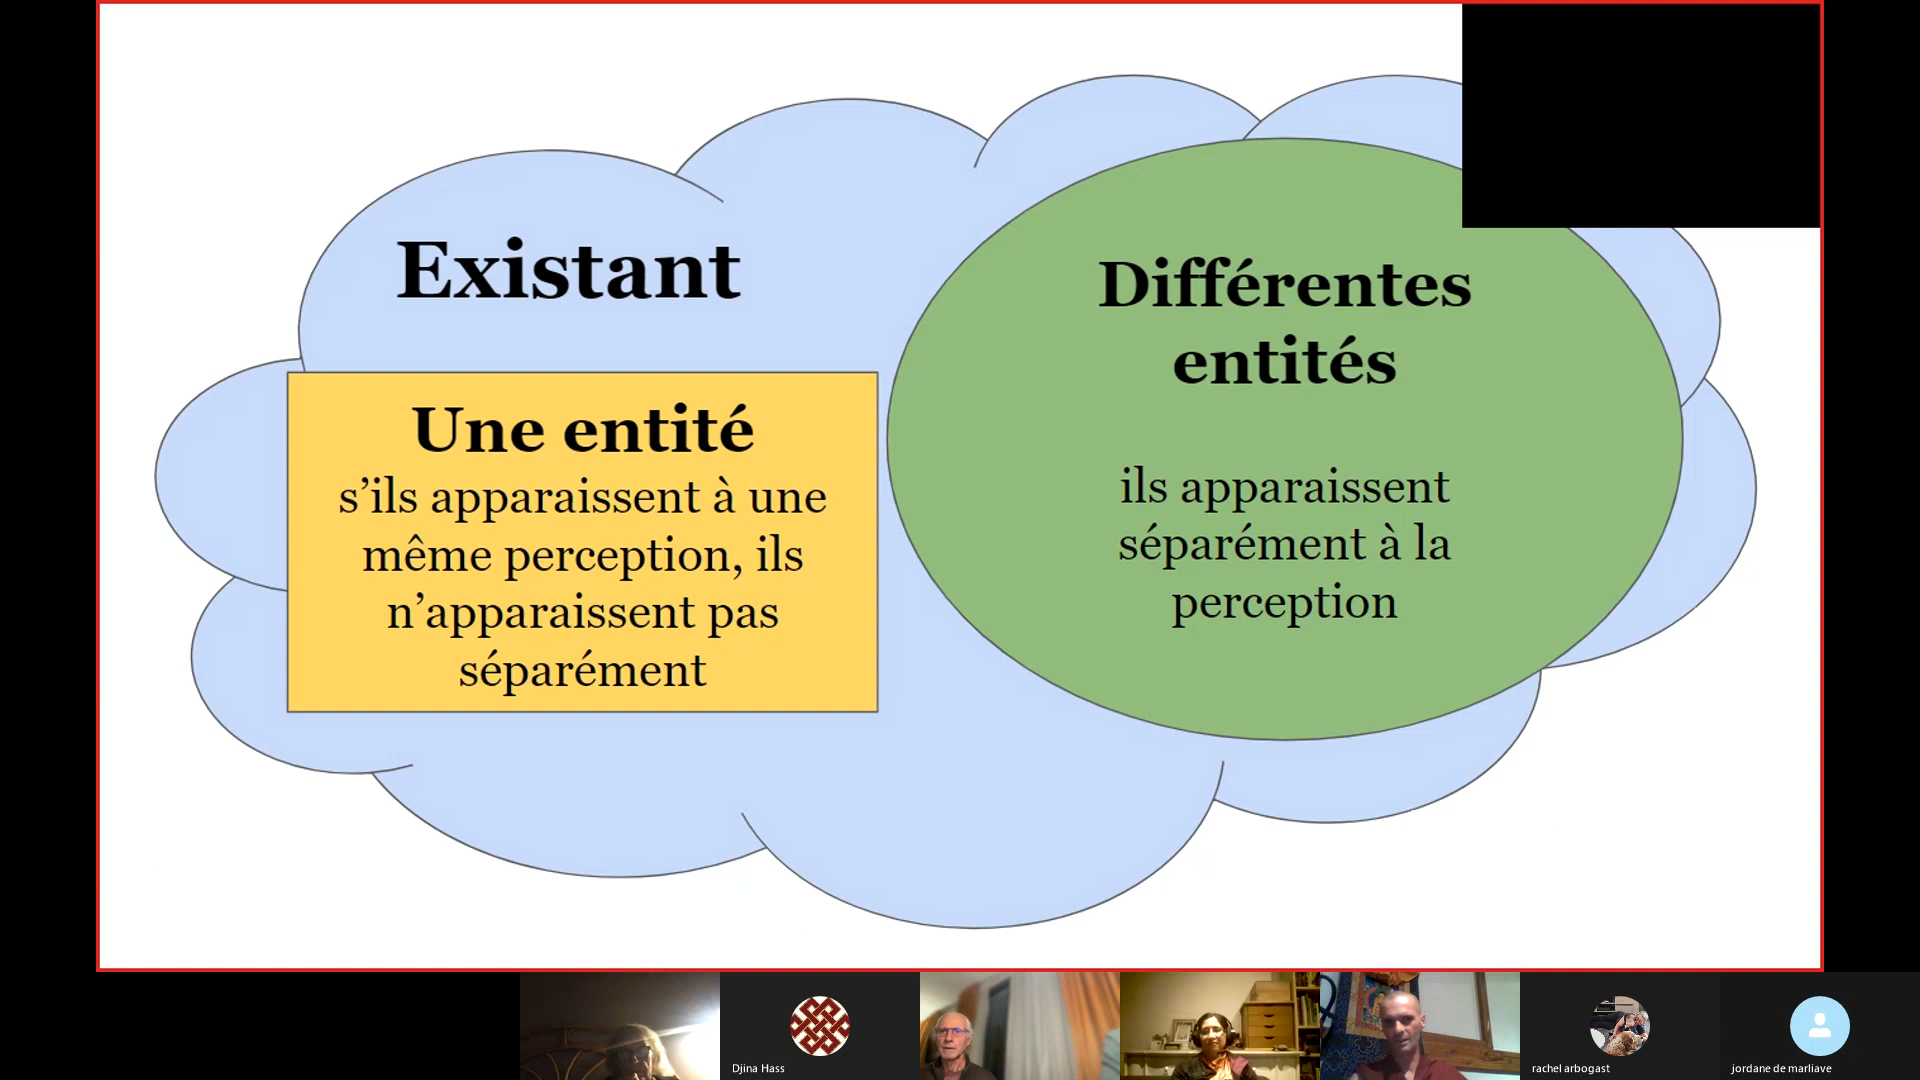 Existant
Une entité
s’ils apparaissent à une
même perception, ils
n’apparaissent pas
séparément
Différentes
entités
ils apparaissent
séparément à la
perception
Djina Hass
rachel arbogast
jordane de marliave